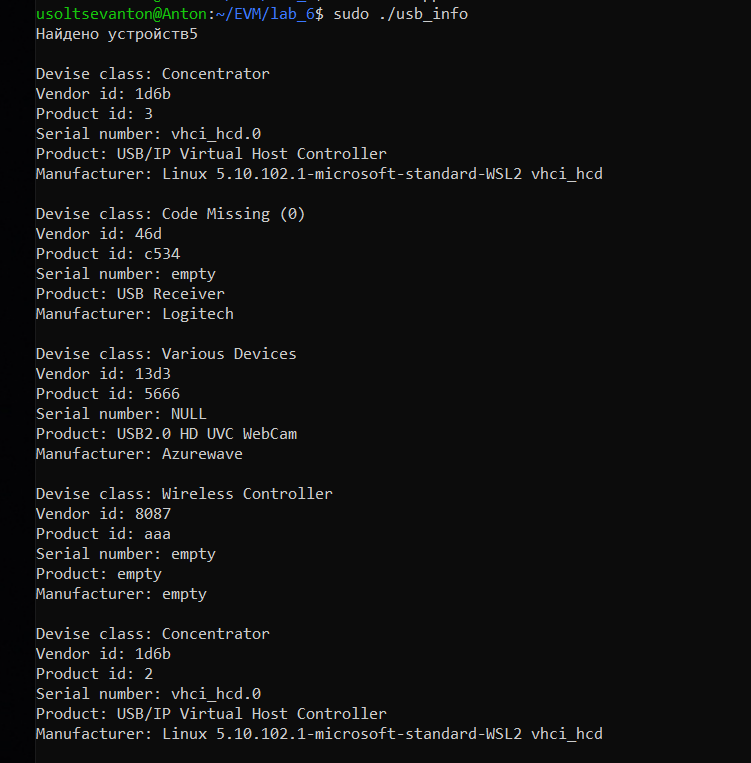 usoltsevanton@Anton:~/EVM/lab_6$ sudo ./usb_info
Найдено устройств5
Devise class: Concentrator
Vendor id: 1d6b
Product id: 3
Serial number: vhci_hcd.0
Product: USB/IP Virtual Host Controller
Manufacturer: Linux 5.10.102.1-microsoft-standard-WSL2 vhci_hcd
Devise class: Code Missing (0)
Vendor id: 46d
Product id: c534
Serial number: empty
Product: USB Receiver
Manufacturer: Logitech
Devise class: Various Devices
Vendor id: 13d3
Product id: 5666
Serial number: NULL
Product: USB2.0 HD UVC WebCam
Manufacturer: Azurewave
Devise class: Wireless Controller
Vendor id: 8087
Product id: aaa
Serial number: empty
Product: empty
Manufacturer: empty
Devise class: Concentrator
Vendor id: 1d6b
Product id: 2
Serial number: vhci_hcd.0
Product: USB/IP Virtual Host Controller
Manufacturer: Linux 5.10.102.1-microsoft-standard-WSL2 vhci_hcd